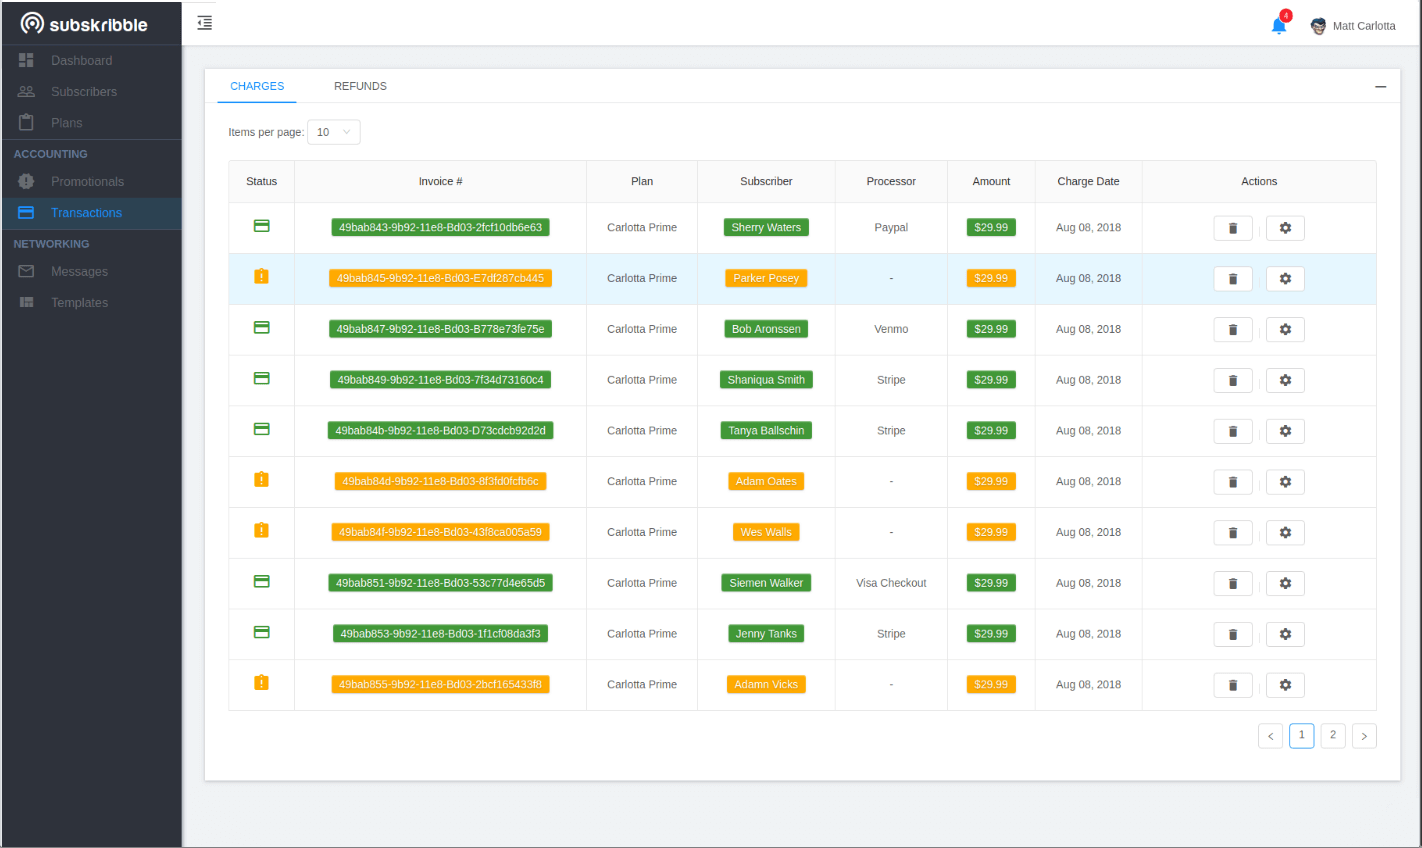 subskribble
4
Matt Carlotta
Dashboard
Subscribers
Plans
ACCOUNTING
Promotionals
Transactions
NETWORKING
Messages
Templates
CHARGES REFUNDS
Items per page: 10
Status Invoice # Plan Subscriber Processor Amount Charge Date Actions
49bab843-9b92-11e8-Bd03-2fcf10db6e63 Carlotta Prime Sherry Waters Paypal $29.99 Aug 08, 2018
49bab845-9b92-11e8-Bd03-E7df287cb445 Carlotta Prime Parker Posey - $29.99 Aug 08, 2018
49bab847-9b92-11e8-Bd03-B778e73fe75e Carlotta Prime Bob Aronssen Venmo $29.99 Aug 08, 2018
49bab849-9b92-11e8-Bd03-7f34d73160c4 Carlotta Prime Shaniqua Smith Stripe $29.99 Aug 08, 2018
49bab84b-9b92-11e8-Bd03-D73cdcb92d2d Carlotta Prime Tanya Ballschin Stripe $29.99 Aug 08, 2018
49bab84d-9b92-11e8-Bd03-8f3fd0fcfb6c Carlotta Prime Adam Oates - $29.99 Aug 08, 2018
49bab84f-9b92-11e8-Bd03-43f8ca005a59 Carlotta Prime Wes Walls - $29.99 Aug 08, 2018
49bab851-9b92-11e8-Bd03-53c77d4e65d5 Carlotta Prime Siemen Walker Visa Checkout $29.99 Aug 08, 2018
49bab853-9b92-11e8-Bd03-1f1cf08da3f3 Carlotta Prime Jenny Tanks Stripe $29.99 Aug 08, 2018
49bab855-9b92-11e8-Bd03-2bcf165433f8 Carlotta Prime Adamn Vicks - $29.99 Aug 08, 2018
< 1 2 >